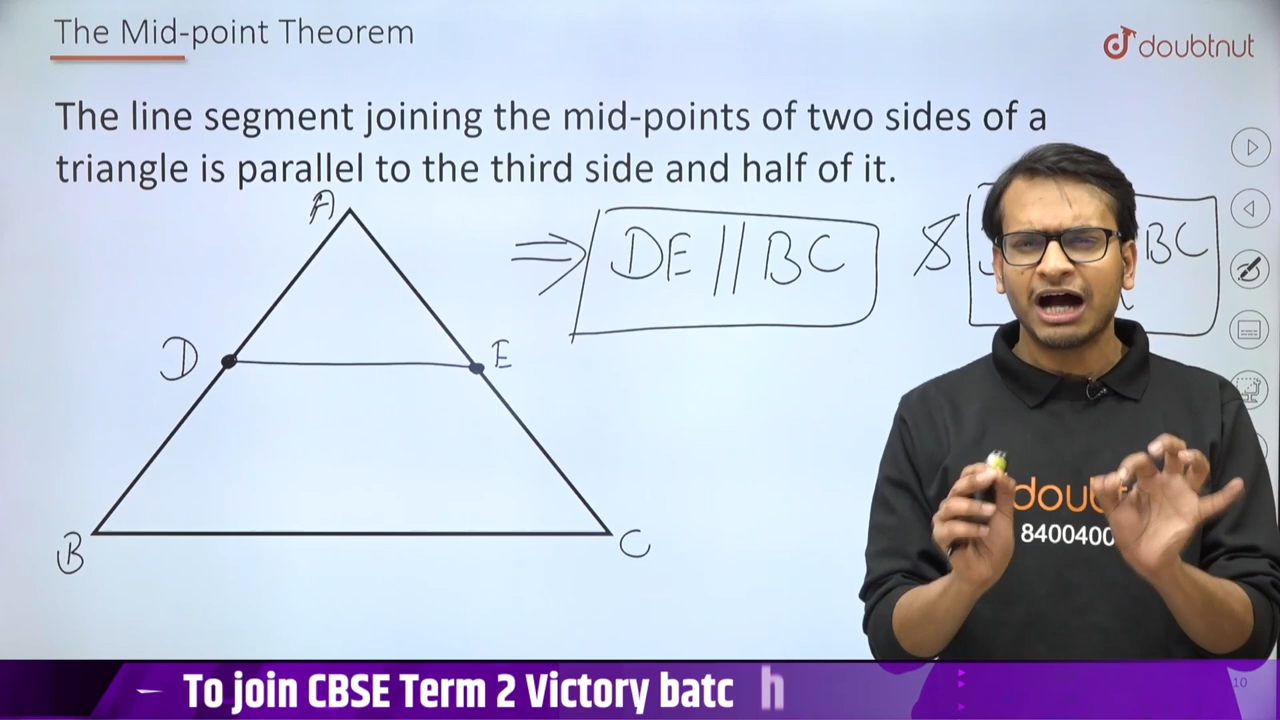 The Mid-point Theorem
doubtnut
The line segment joining the mid-points of two sides of a
triangle is parallel to the third side and half of it.
A
⇒ DE || BC
& BC
D
E
B
C
doubt
8400400
To join CBSE Term 2 Victory batc h
10